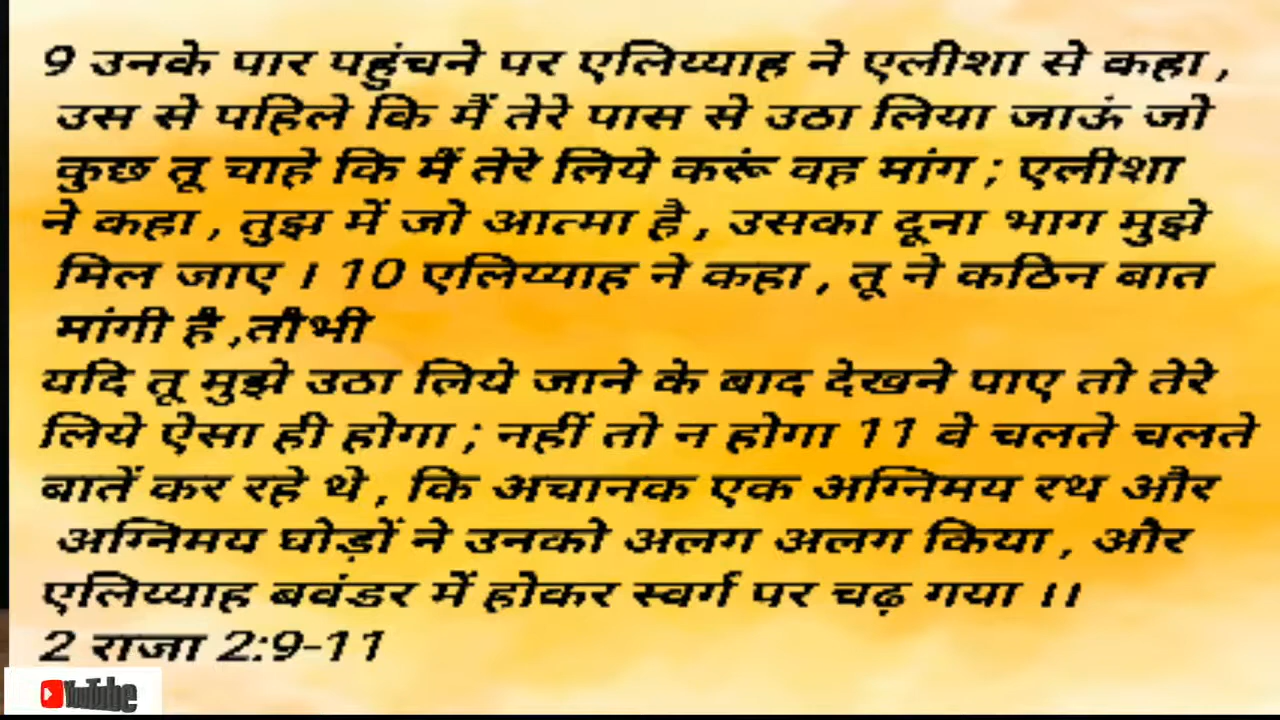 9 उनके पार पहुंचने पर एलिय्याह ने एलीशा से कहा ,
उस से पहिले कि मैं तेरे पास से उठा लिया जाऊं जो
कुछ तू चाहे कि मैं तेरे लिये करूं वह मांग ; एलीशा
ने कहा , तुझ में जो आत्मा है , उसका दूना भाग मुझे
मिल जाए । 10 एलिय्याह ने कहा , तू ने कठिन बात
मांगी है ,तौभी
यदि तू मुझे उठा लिये जाने के बाद देखने पाए तो तेरे
लिये ऐसा ही होगा ; नहीं तो न होगा 11 वे चलते चलते
बातें कर रहे थे , कि अचानक एक अग्निमय रथ और
अग्निमय घोड़ों ने उनको अलग अलग किया , और
एलिय्याह बवंडर में होकर स्वर्ग पर चढ़ गया ।।
2 राजा 2:9-11
YouTube